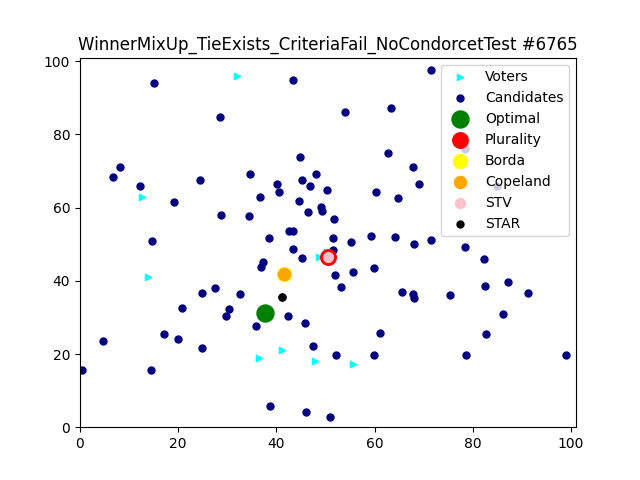 WinnerMixUp_TieExists_CriteriaFail_NoCondorcetTest #6765
100
80
60
40
20
0
0 20 40 60 80 100
Voters
Candidates
Optimal
Plurality
Borda
Copeland
STV
STAR